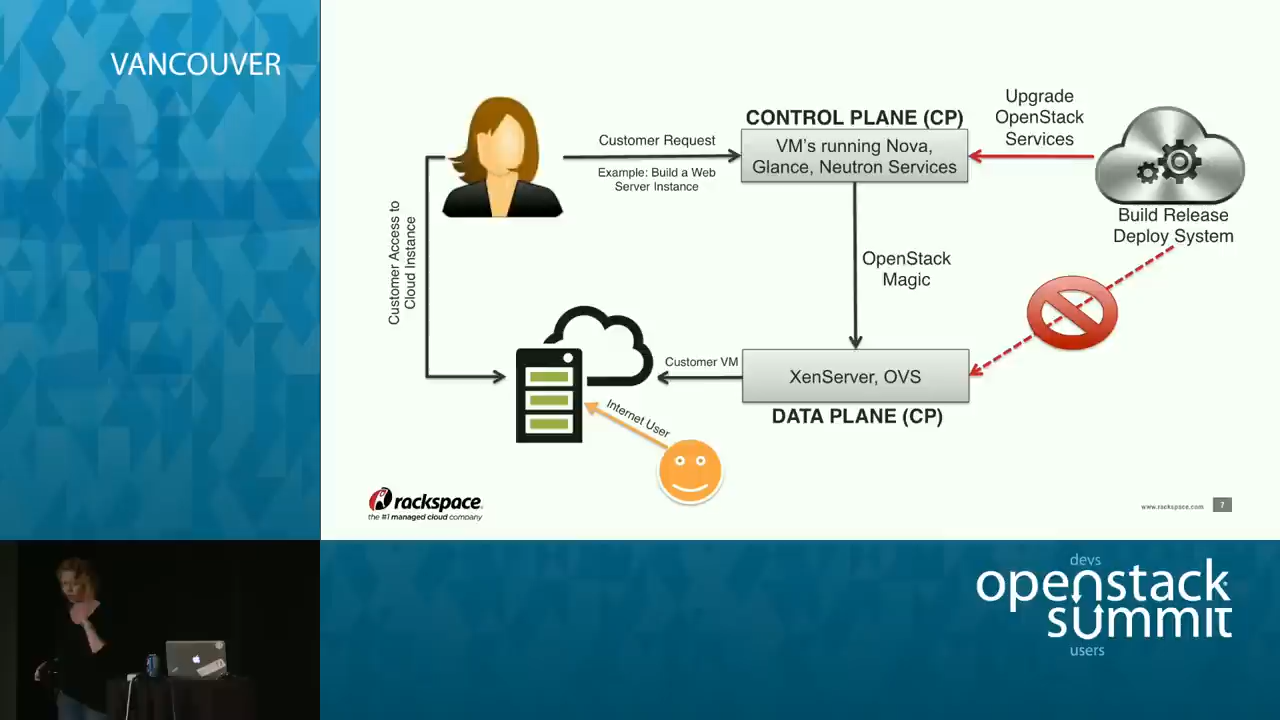 VANCOUVER
CONTROL PLANE (CP)
VM's running Nova,
Glance, Neutron Services
Upgrade
OpenStack
Services
Customer Request
Example: Build a Web
Server Instance
Build Release
Deploy System
Customer Access to
Cloud Instance
OpenStack
Magic
Customer VM
XenServer, OVS
DATA PLANE (CP)
Internet User
rackspace
the #1 managed cloud company
www.rackspace.com
7
devs
openstack
summit
users